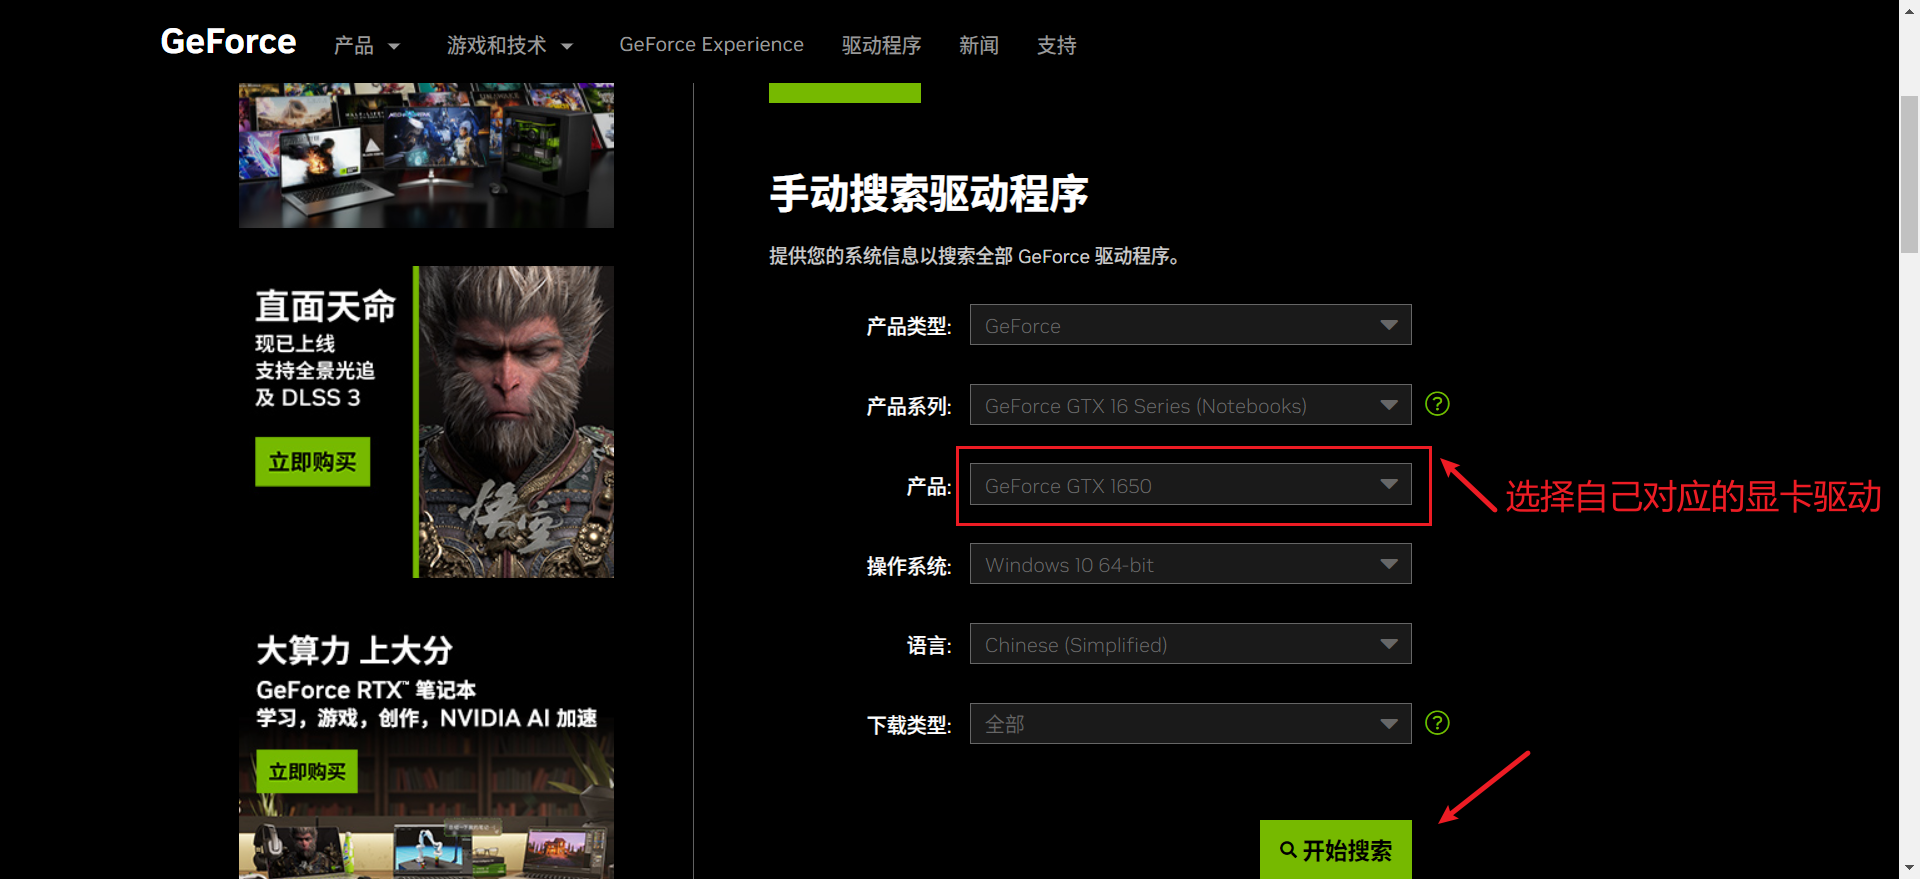 GeForce
产品
游戏和技术
GeForce Experience
驱动程序
新闻
支持
直面天命
现已上线
支持全景光追
及 DLSS 3
立即购买
悟空
大算力 上大分
GeForce RTX™ 笔记本
学习，游戏，创作，NVIDIA AI 加速
立即购买
手动搜索驱动程序
提供您的系统信息以搜索全部 GeForce 驱动程序。
产品类型: GeForce
产品系列: GeForce GTX 16 Series (Notebooks) ?
产品: GeForce GTX 1650
选择自己对应的显卡驱动
操作系统: Windows 10 64-bit
语言: Chinese (Simplified)
下载类型: 全部 ?
开始搜索